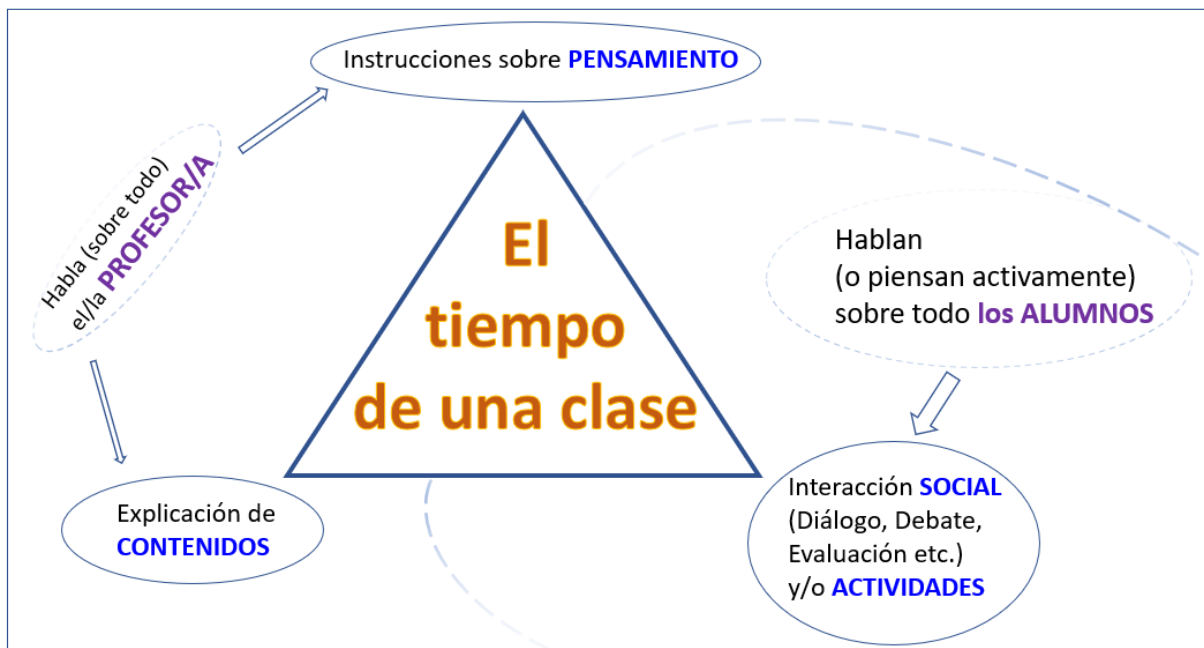 Instrucciones sobre PENSAMIENTO
Habla (sobre todo)
el/la PROFESOR/A
El
tiempo
de una clase
Hablan
(o piensan activamente)
sobre todo los ALUMNOS
Explicación de
CONTENIDOS
Interacción SOCIAL
(Diálogo, Debate,
Evaluación etc.)
y/o ACTIVIDADES